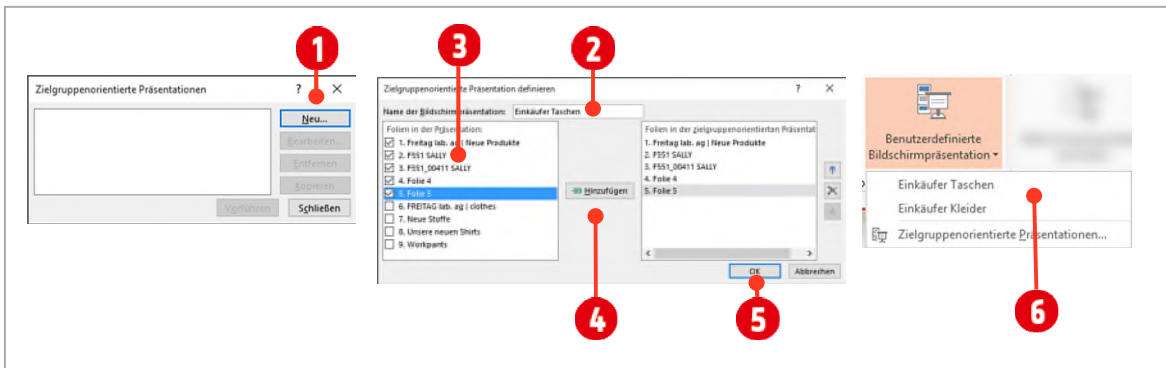 1
3
2
Zielgruppenorientierte Präsentationen ? ×
Neu...
Bearbeiten...
Entfernen
Kopieren
Vorführen Schließen
Zielgruppenorientierte Präsentation definieren ? ×
Name der Bildschirmpräsentation: Einkäufer Taschen
Folien in der Präsentation:
1. Freitag lab. ag | Neue Produkte
2. F551 SALLY
3. F551_00411 SALLY
4. Folie 4
5. Folie 5
6. FREITAG lab. ag | clothes
7. Neue Stoffe
8. Unsere neuen Shirts
9. Workpants
Hinzufügen
Folien in der zielgruppenorientierten Präsentat
1. Freitag lab. ag | Neue Produkte
2. F551 SALLY
3. F551_00411 SALLY
4. Folie 4
5. Folie 5
OK Abbrechen
Benutzerdefinierte
Bildschirmpräsentation
Einkäufer Taschen
Einkäufer Kleider
Zielgruppenorientierte Präsentationen...
4
5
6